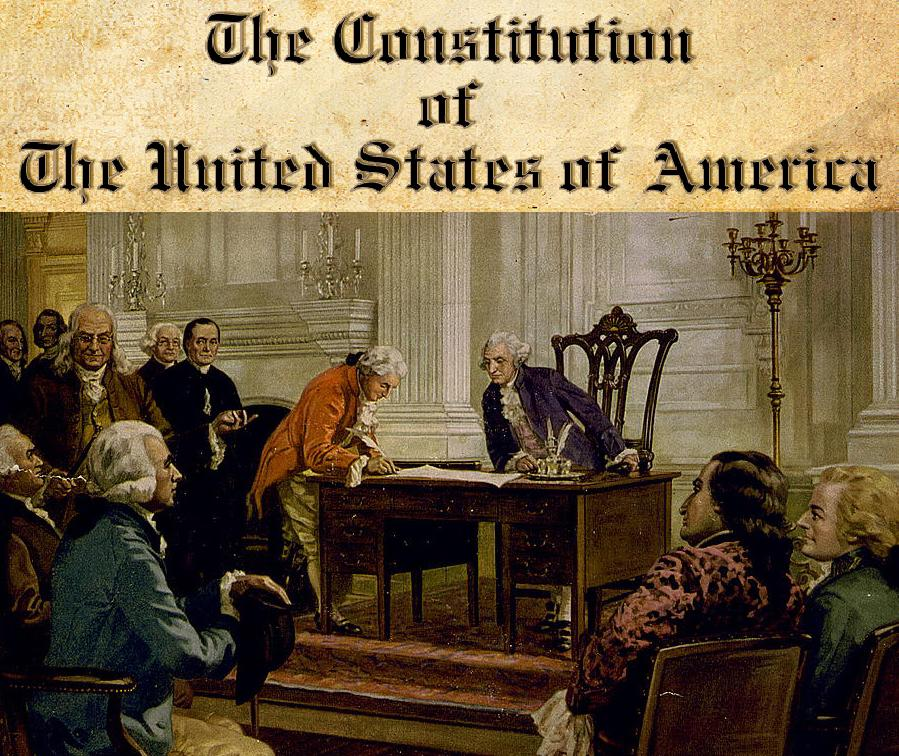 The Constitution
of
The United States of America